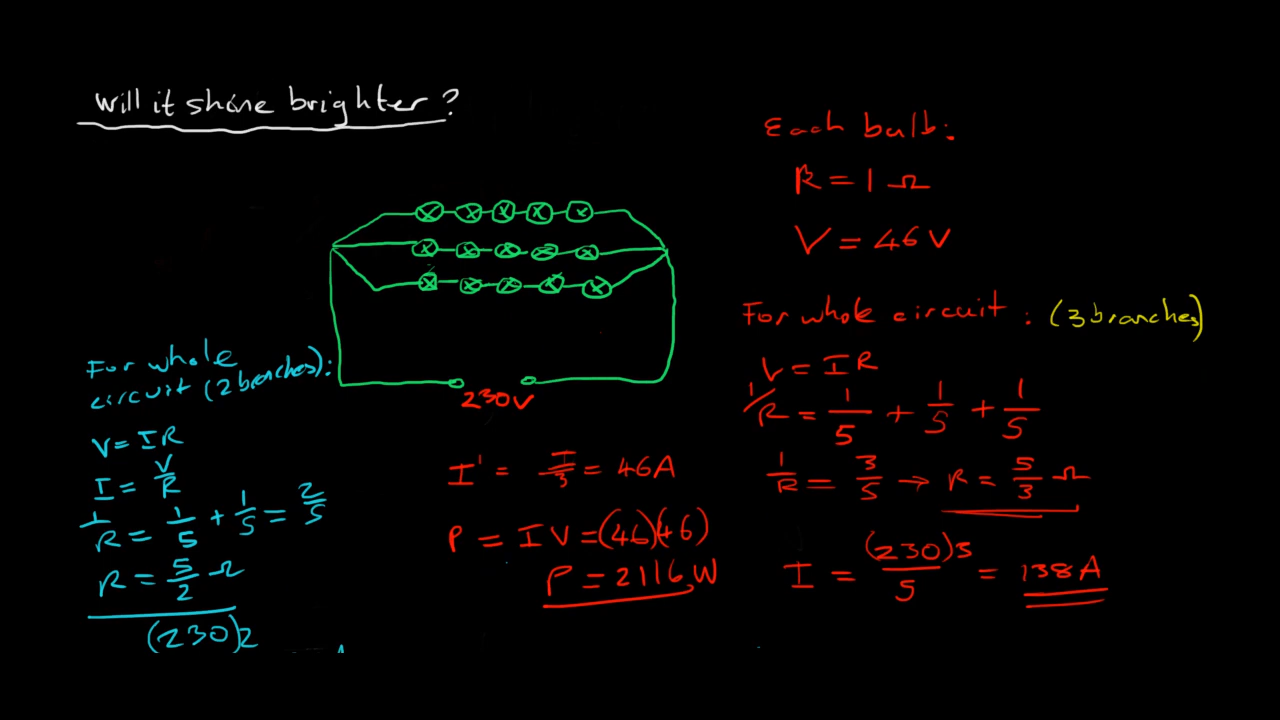 Will it shine brighter?
Each bulb:
R = 1 Ω
V = 46 V
230V
For whole circuit : (3 branches)
V = IR
1/R = 1/5 + 1/5 + 1/5
1/R = 3/5 → R = 5/3 Ω
I = (230)3/5 = 138A
I' = I/3 = 46A
P = IV = (46)(46)
P = 2116 W
For whole
circuit (2 branches):
V = IR
I = V/R
1/R = 1/5 + 1/5 = 2/5
R = 5/2 Ω
(230)2